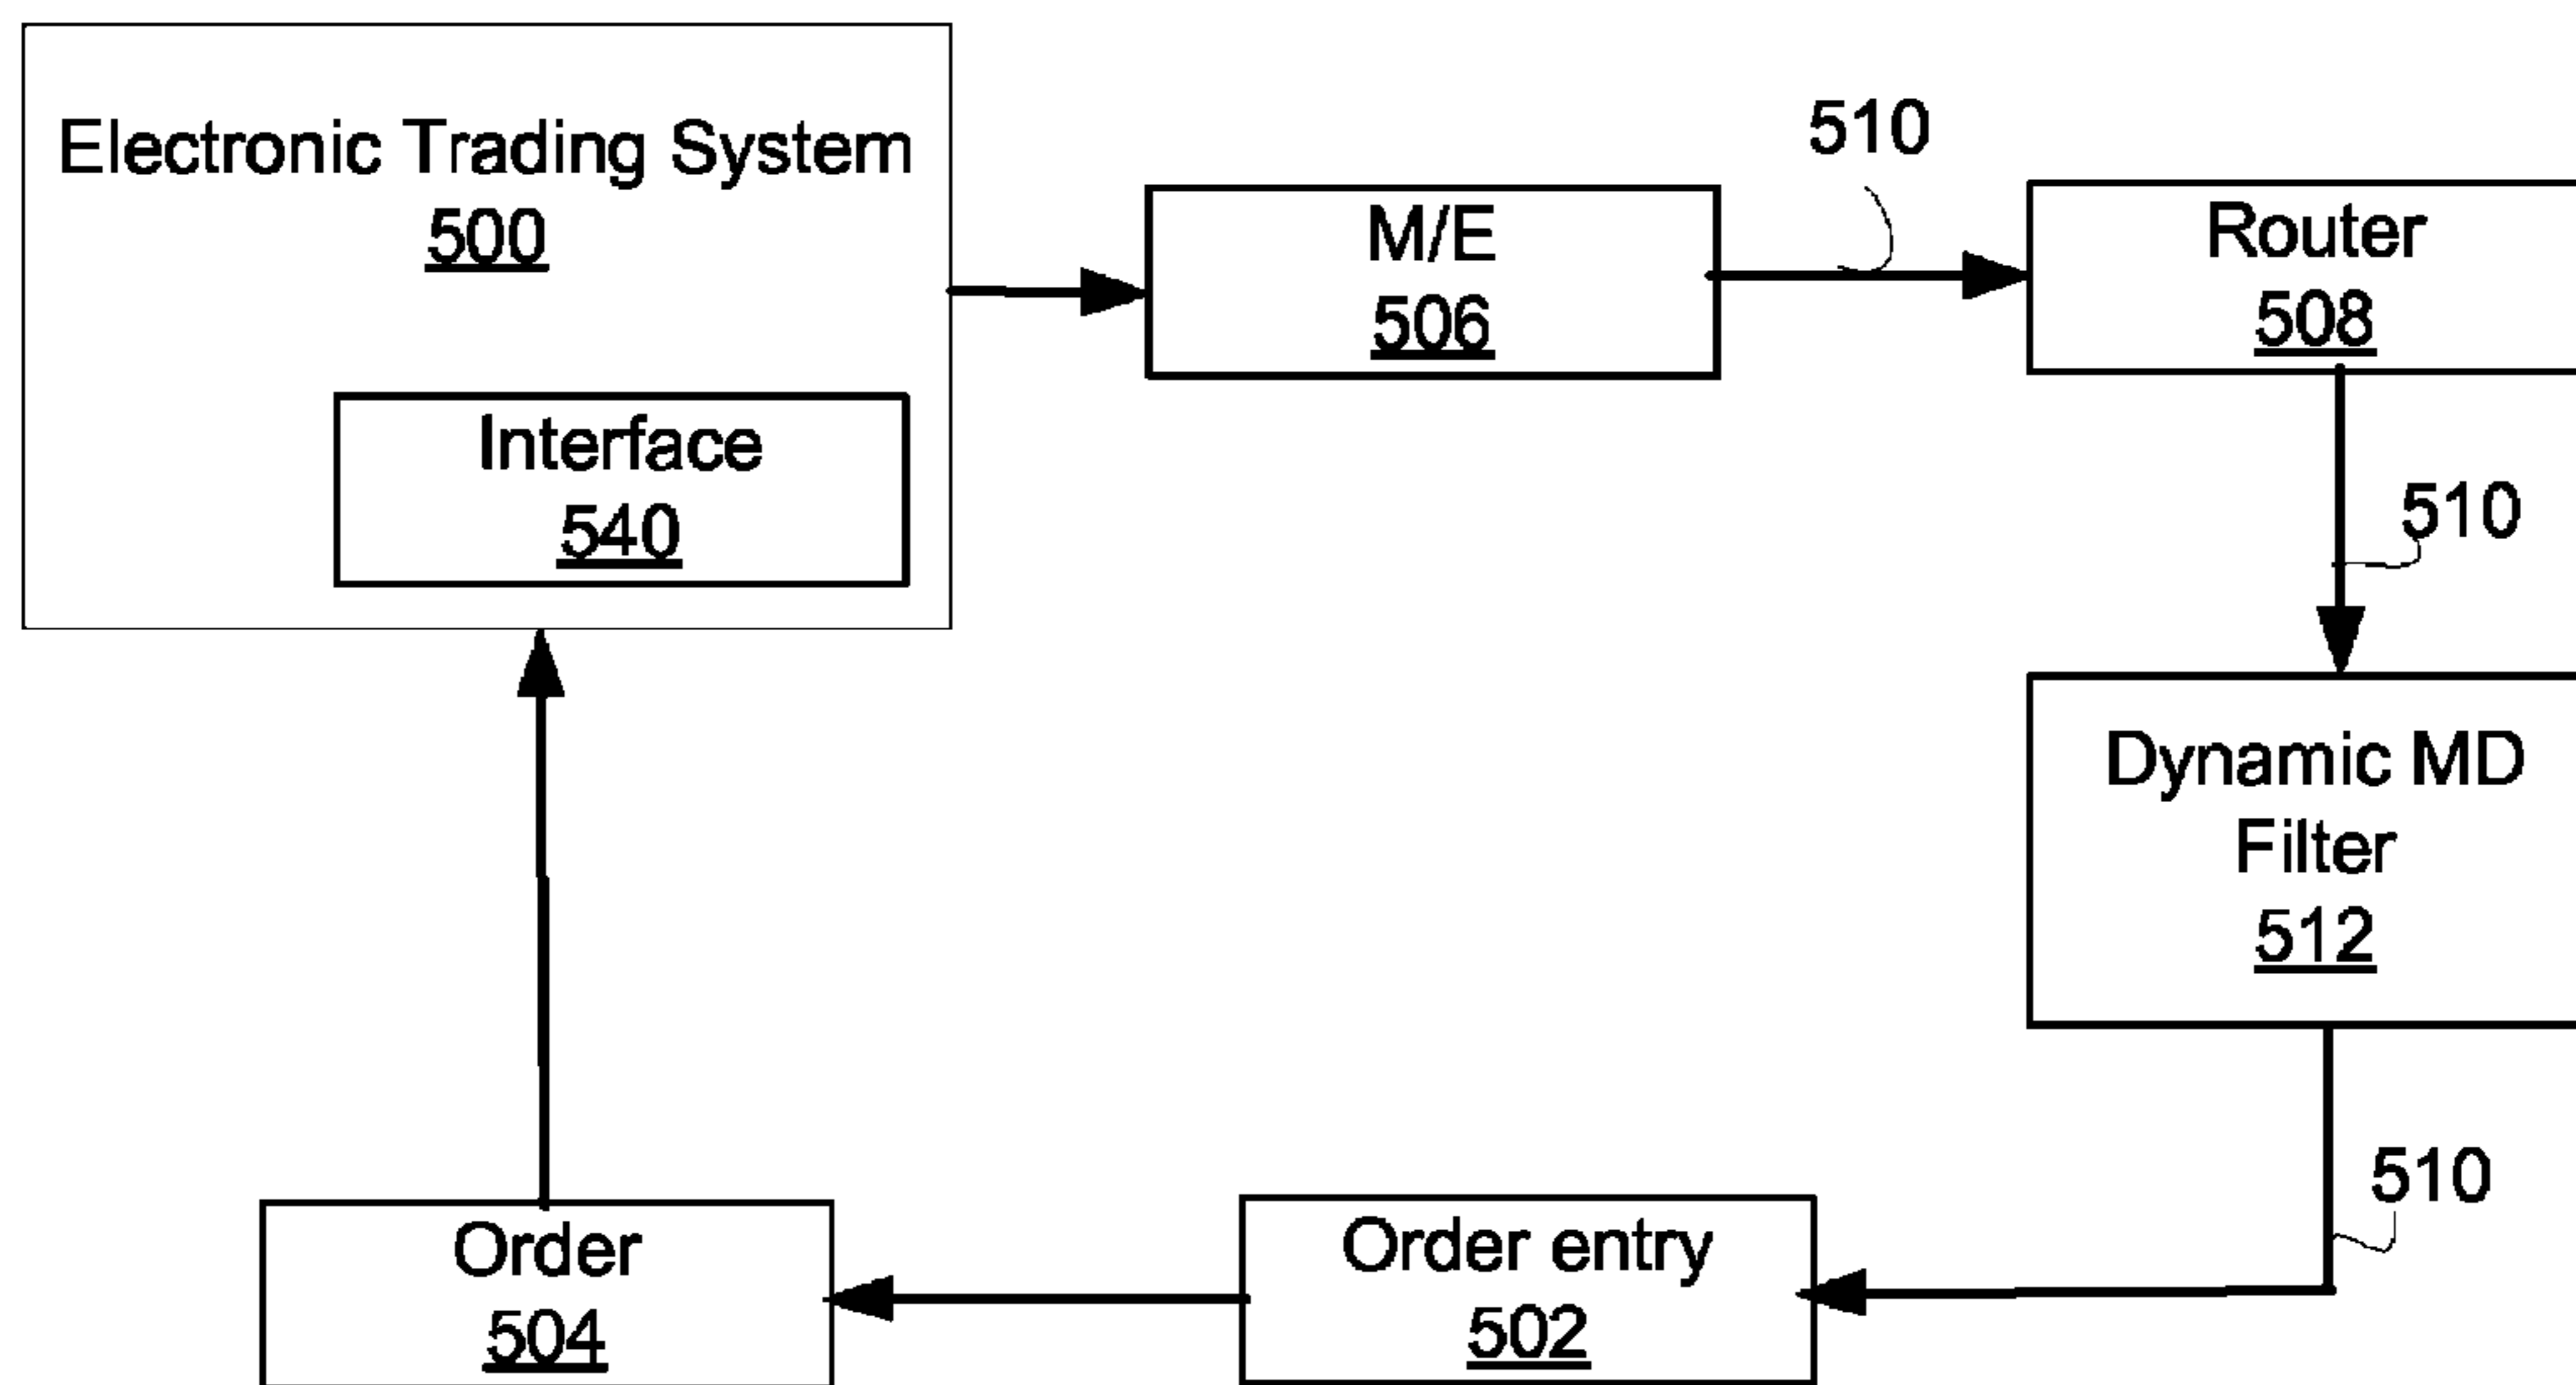 Electronic Trading System
500
Interface
540
M/E
506
510
Router
508
510
Dynamic MD
Filter
512
510
Order entry
502
Order
504